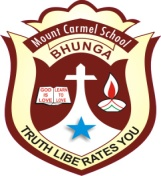 Mount Carmel School
BHUNGA
GOD IS LOVE
LEARN TO LOVE
TRUTH LIBERATES YOU